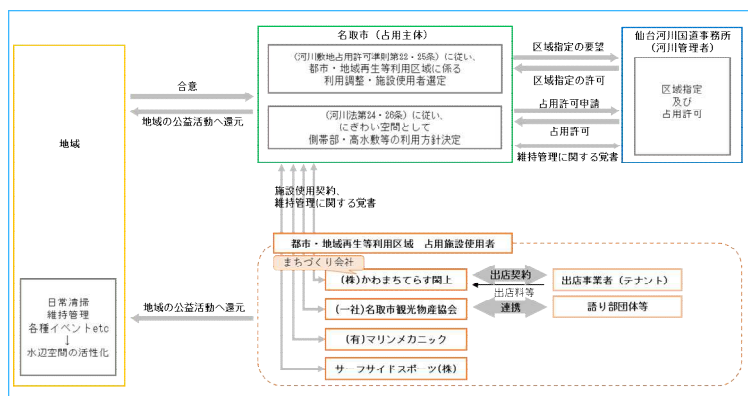 名取市（占用主体）
(河川敷地占用許可準則第22・25条）に従い、
都市・地域再生等利用区域に係る
利用調整・施設使用者選定
(河川法第24・26条）に従い、
にぎわい空間として
側帯部・高水敷等の利用方針決定
仙台河川国道事務所
(河川管理者)
区域指定
及び
占用許可
区域指定の要望
区域指定の許可
占用許可申請
占用許可
維持管理に関する覚書
合意
地域の公益活動へ還元
地域
施設使用契約、
維持管理に関する覚書
都市・地域再生等利用区域　占用施設使用者
まちづくり会社
(株)かわまちてらす閖上
(一社)名取市観光物産協会
(有)マリンメカニック
サーフサイドスポーツ(株)
出店契約
出店料等
連携
出店事業者（テナント）
語り部団体等
地域の公益活動へ還元
日常清掃
維持管理
各種イベントetc
↓
水辺空間の活性化